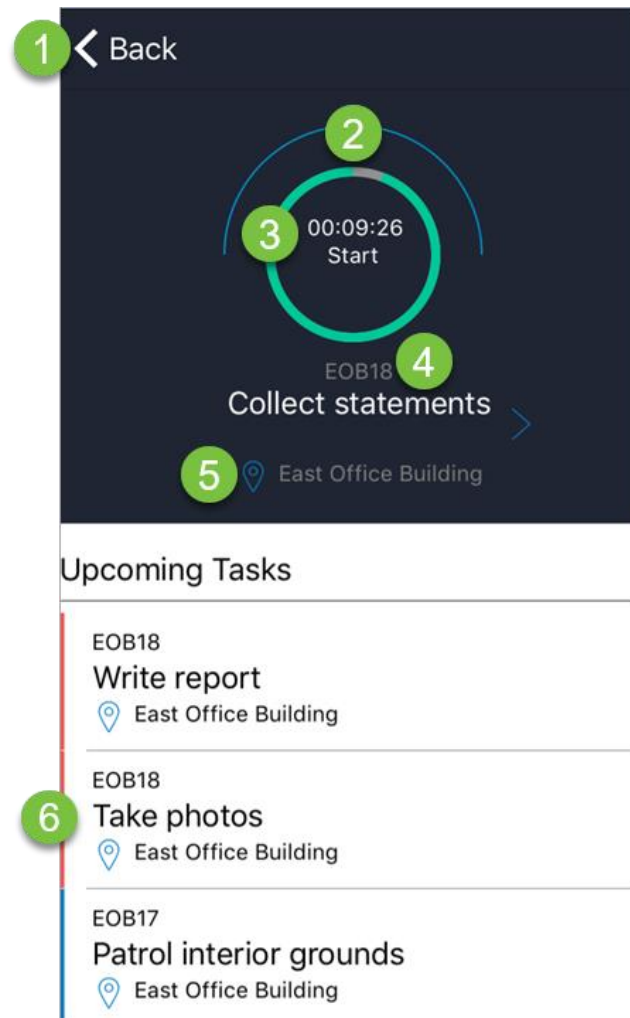 1 Back
2
3 00:09:26
Start
EOB18 4
Collect statements
5 East Office Building
Upcoming Tasks
EOB18
Write report
East Office Building
EOB18
6 Take photos
East Office Building
EOB17
Patrol interior grounds
East Office Building